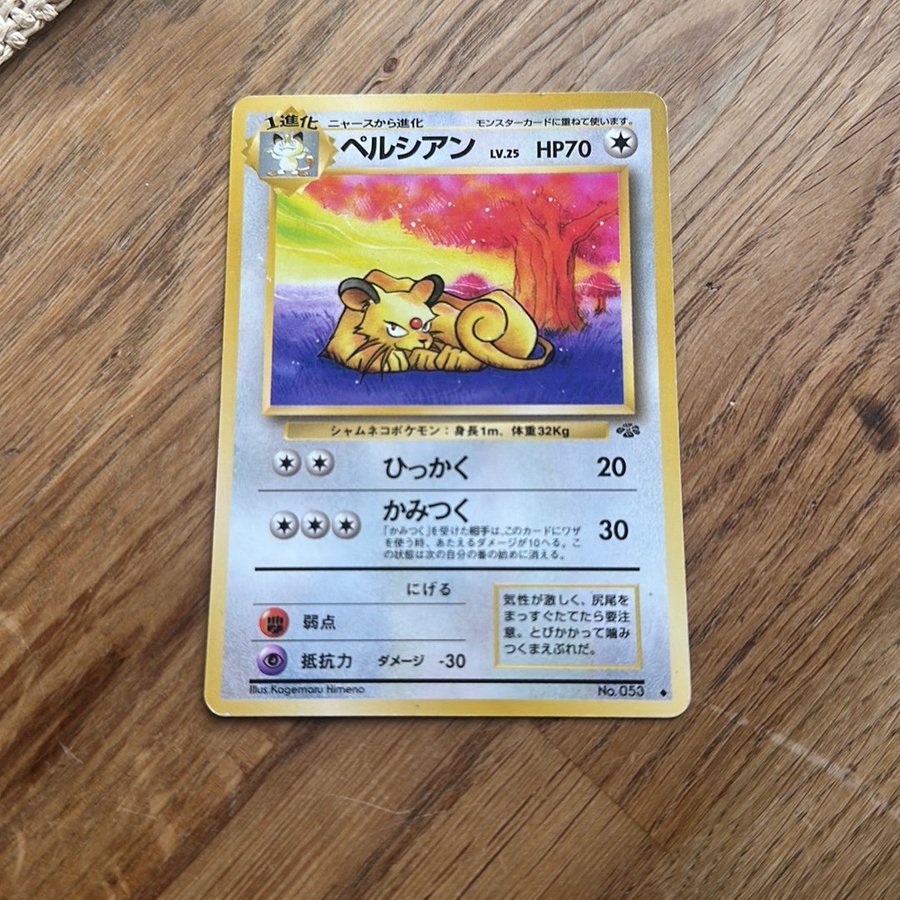 1進化 ニャースから進化 モンスターカードに重ねて使います。
ペルシアン LV.25 HP70
シャムネコポケモン：身長1m、体重32Kg
ひっかく 20
かみつく 30
「かみつく」を受けた相手は、このカードにワザ
を使う時、あたえるダメージが10へる。こ
の状態は次の自分の番の始めに消える。
にげる
弱点
抵抗力 ダメージ -30
気性が激しく、尻尾を
まっすぐたてたら要注
意。とびかかって噛み
つくまえぶれだ。
Illus.Kagemaru Himeno No. 053